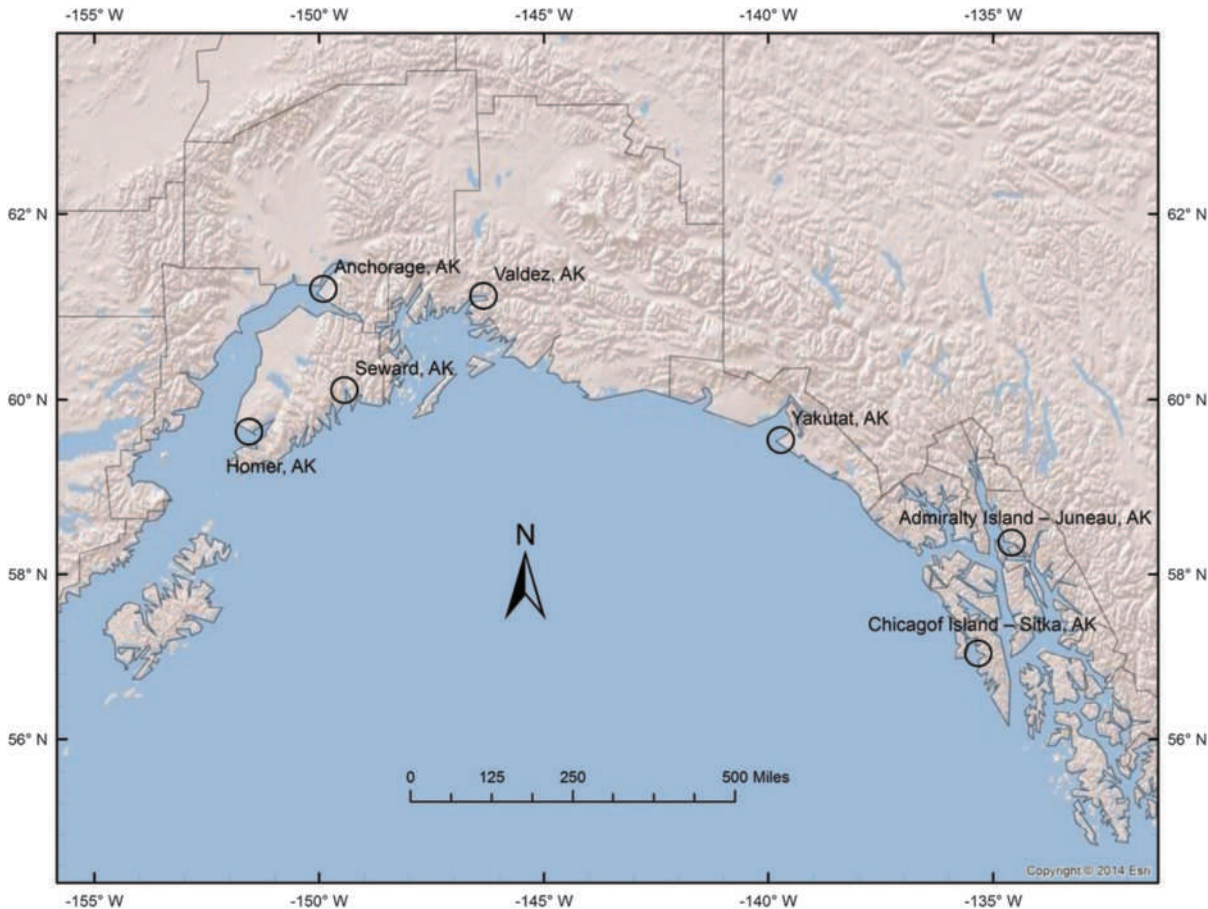 -155° W
-150° W
-145° W
-140° W
-135° W
62° N
62° N
Anchorage, AK
Valdez, AK
Seward, AK
60° N
60° N
Yakutat, AK
Homer, AK
Admiralty Island – Juneau, AK
N
58° N
58° N
Chicagof Island – Sitka, AK
56° N
56° N
0 125 250 500 Miles
Copyright © 2014 Esri
-155° W
-150° W
-145° W
-140° W
-135° W